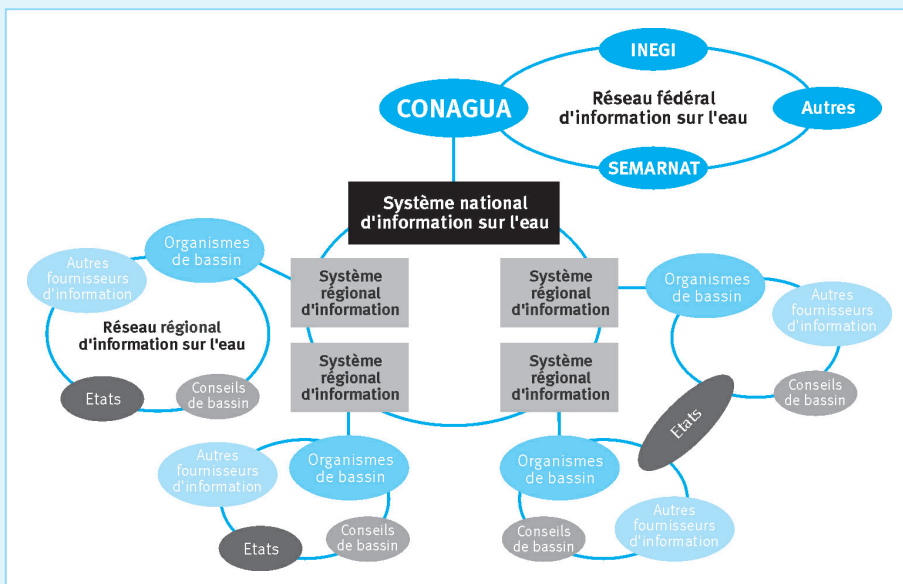 INEGI
CONAGUA
Réseau fédéral
d'information sur l'eau
Autres
SEMARNAT
Système national
d'information sur l'eau
Organismes
de bassin
Autres
fournisseurs
d'information
Réseau régional
d'information sur l'eau
Etats
Conseils
de bassin
Système
régional
d'information
Système
régional
d'information
Organismes
de bassin
Autres
fournisseurs
d'information
Conseils
de bassin
Etats
Système
régional
d'information
Système
régional
d'information
Autres
fournisseurs
d'information
Organismes
de bassin
Etats
Conseils
de bassin
Organismes
de bassin
Conseils
de bassin
Autres
fournisseurs
d'information